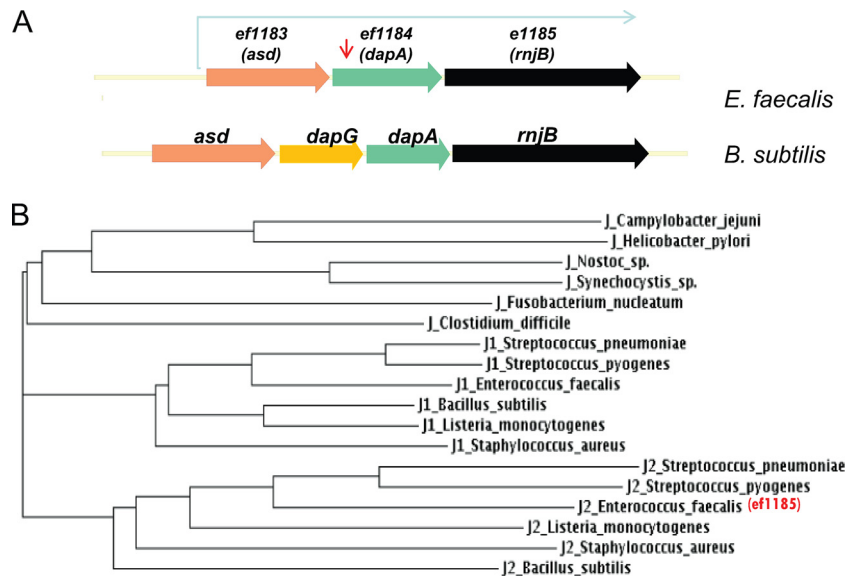 A
ef1183 ef1184 e1185
(asd) (dapA) (rnjB)
E. faecalis
asd dapG dapA rnjB
B. subtilis
B
J_Campylobacter_jejuni
J_Helicobacter_pylori
J_Nostoc_sp.
J_Synechocystis_sp.
J_Fusobacterium_nucleatum
J_Clostidium_difficile
J1_Streptococcus_pneumoniae
J1_Streptococcus_pyogenes
J1_Enterococcus_faecalis
J1_Bacillus_subtilis
J1_Listeria_monocytogenes
J1_Staphylococcus_aureus
J2_Streptococcus_pneumoniae
J2_Streptococcus_pyogenes
J2_Enterococcus_faecalis (ef1185)
J2_Listeria_monocytogenes
J2_Staphylococcus_aureus
J2_Bacillus_subtilis